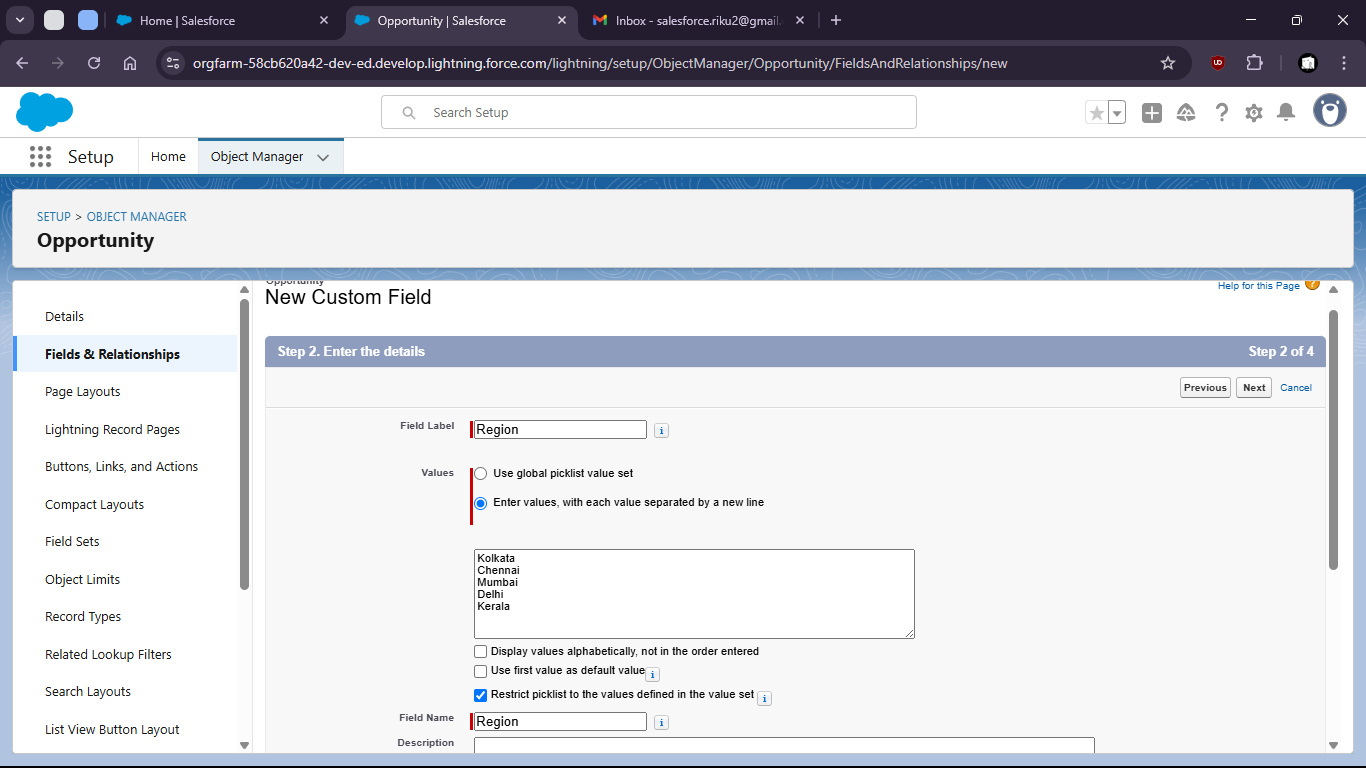 Home | Salesforce
Opportunity | Salesforce
Inbox - salesforce.riku2@gmail.
orgfarm-58cb620a42-dev-ed.develop.lightning.force.com/lightning/setup/ObjectManager/Opportunity/FieldsAndRelationships/new
UD
Search Setup
Setup
Home
Object Manager
SETUP > OBJECT MANAGER
Opportunity
Details
Fields & Relationships
Page Layouts
Lightning Record Pages
Buttons, Links, and Actions
Compact Layouts
Field Sets
Object Limits
Record Types
Related Lookup Filters
Search Layouts
List View Button Layout
Opportunity
New Custom Field
Help for this Page ?
Step 2. Enter the details
Step 2 of 4
Previous Next Cancel
Field Label Region i
Values Use global picklist value set
Enter values, with each value separated by a new line
Kolkata
Chennai
Mumbai
Delhi
Kerala
Display values alphabetically, not in the order entered
Use first value as default value i
Restrict picklist to the values defined in the value set i
Field Name Region i
Description